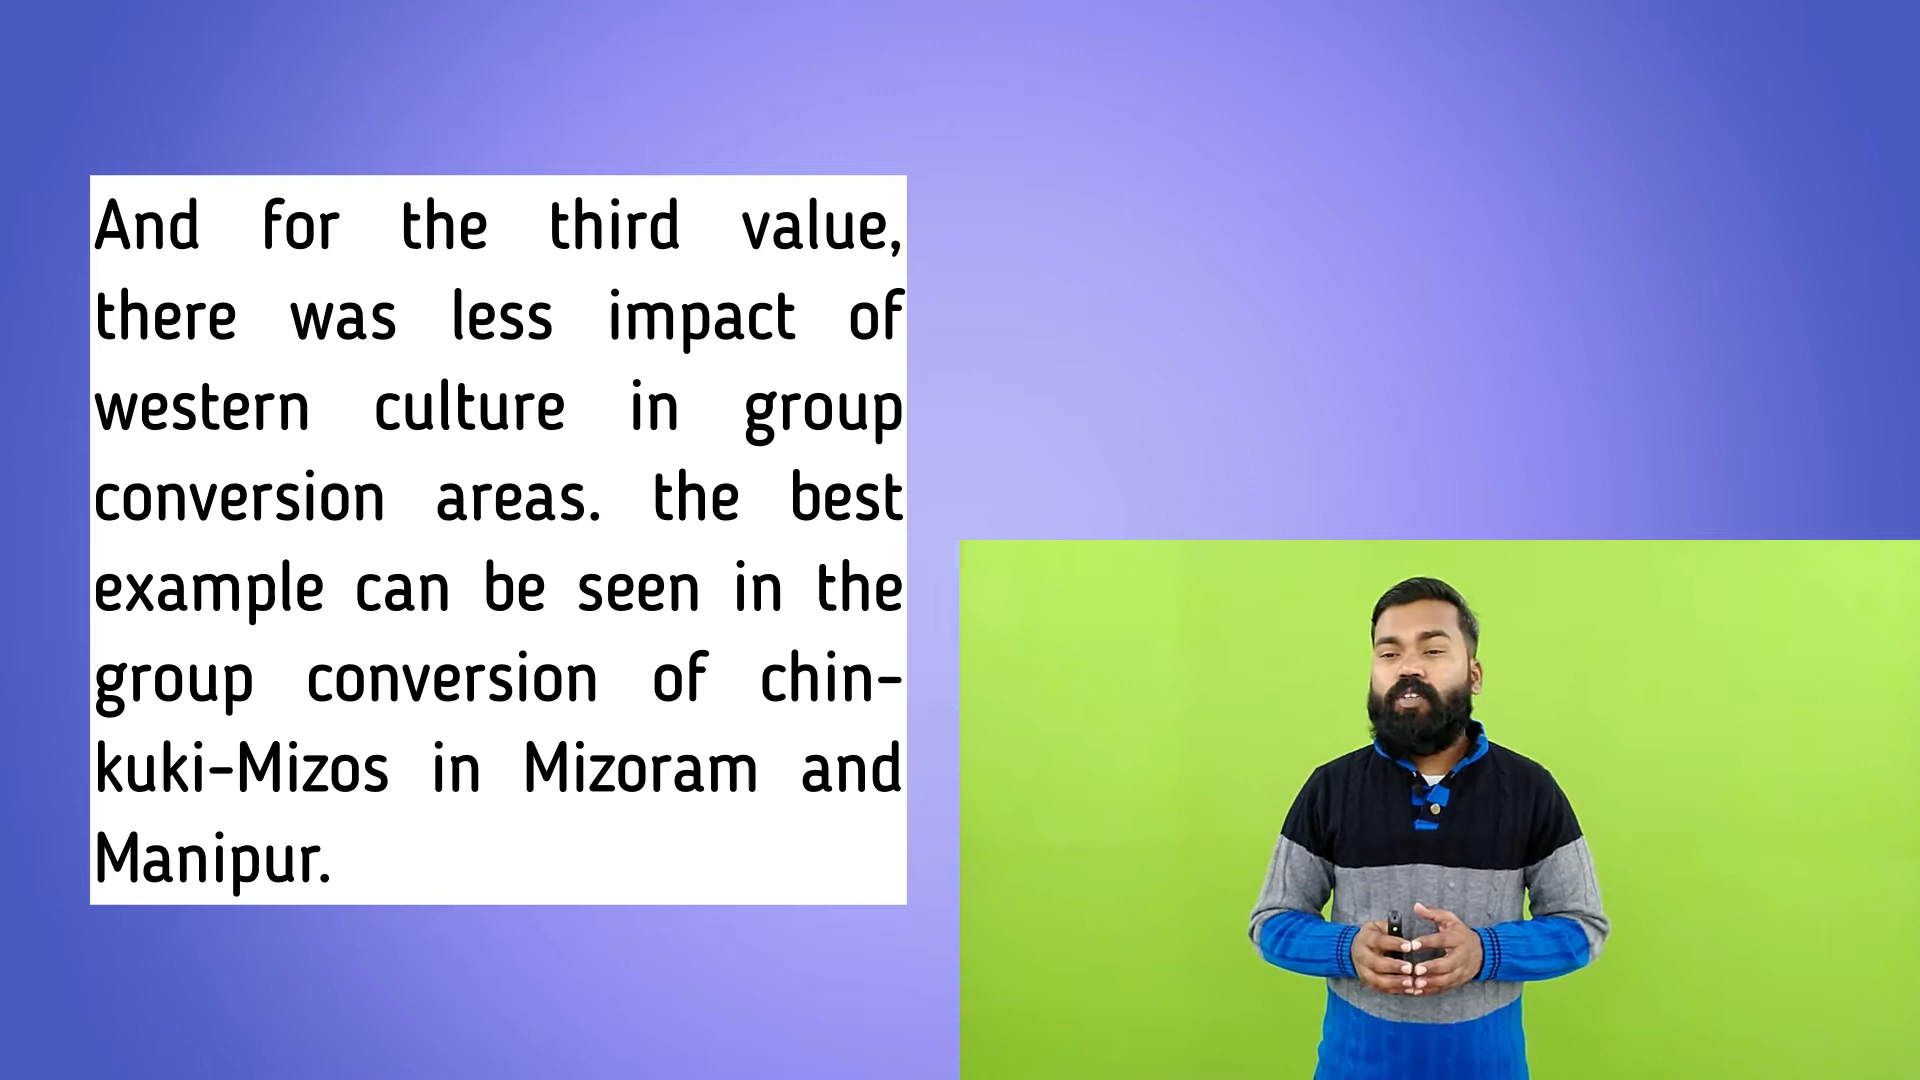 And for the third value,
there was less impact of
western culture in group
conversion areas. the best
example can be seen in the
group conversion of chin-
kuki-Mizos in Mizoram and
Manipur.